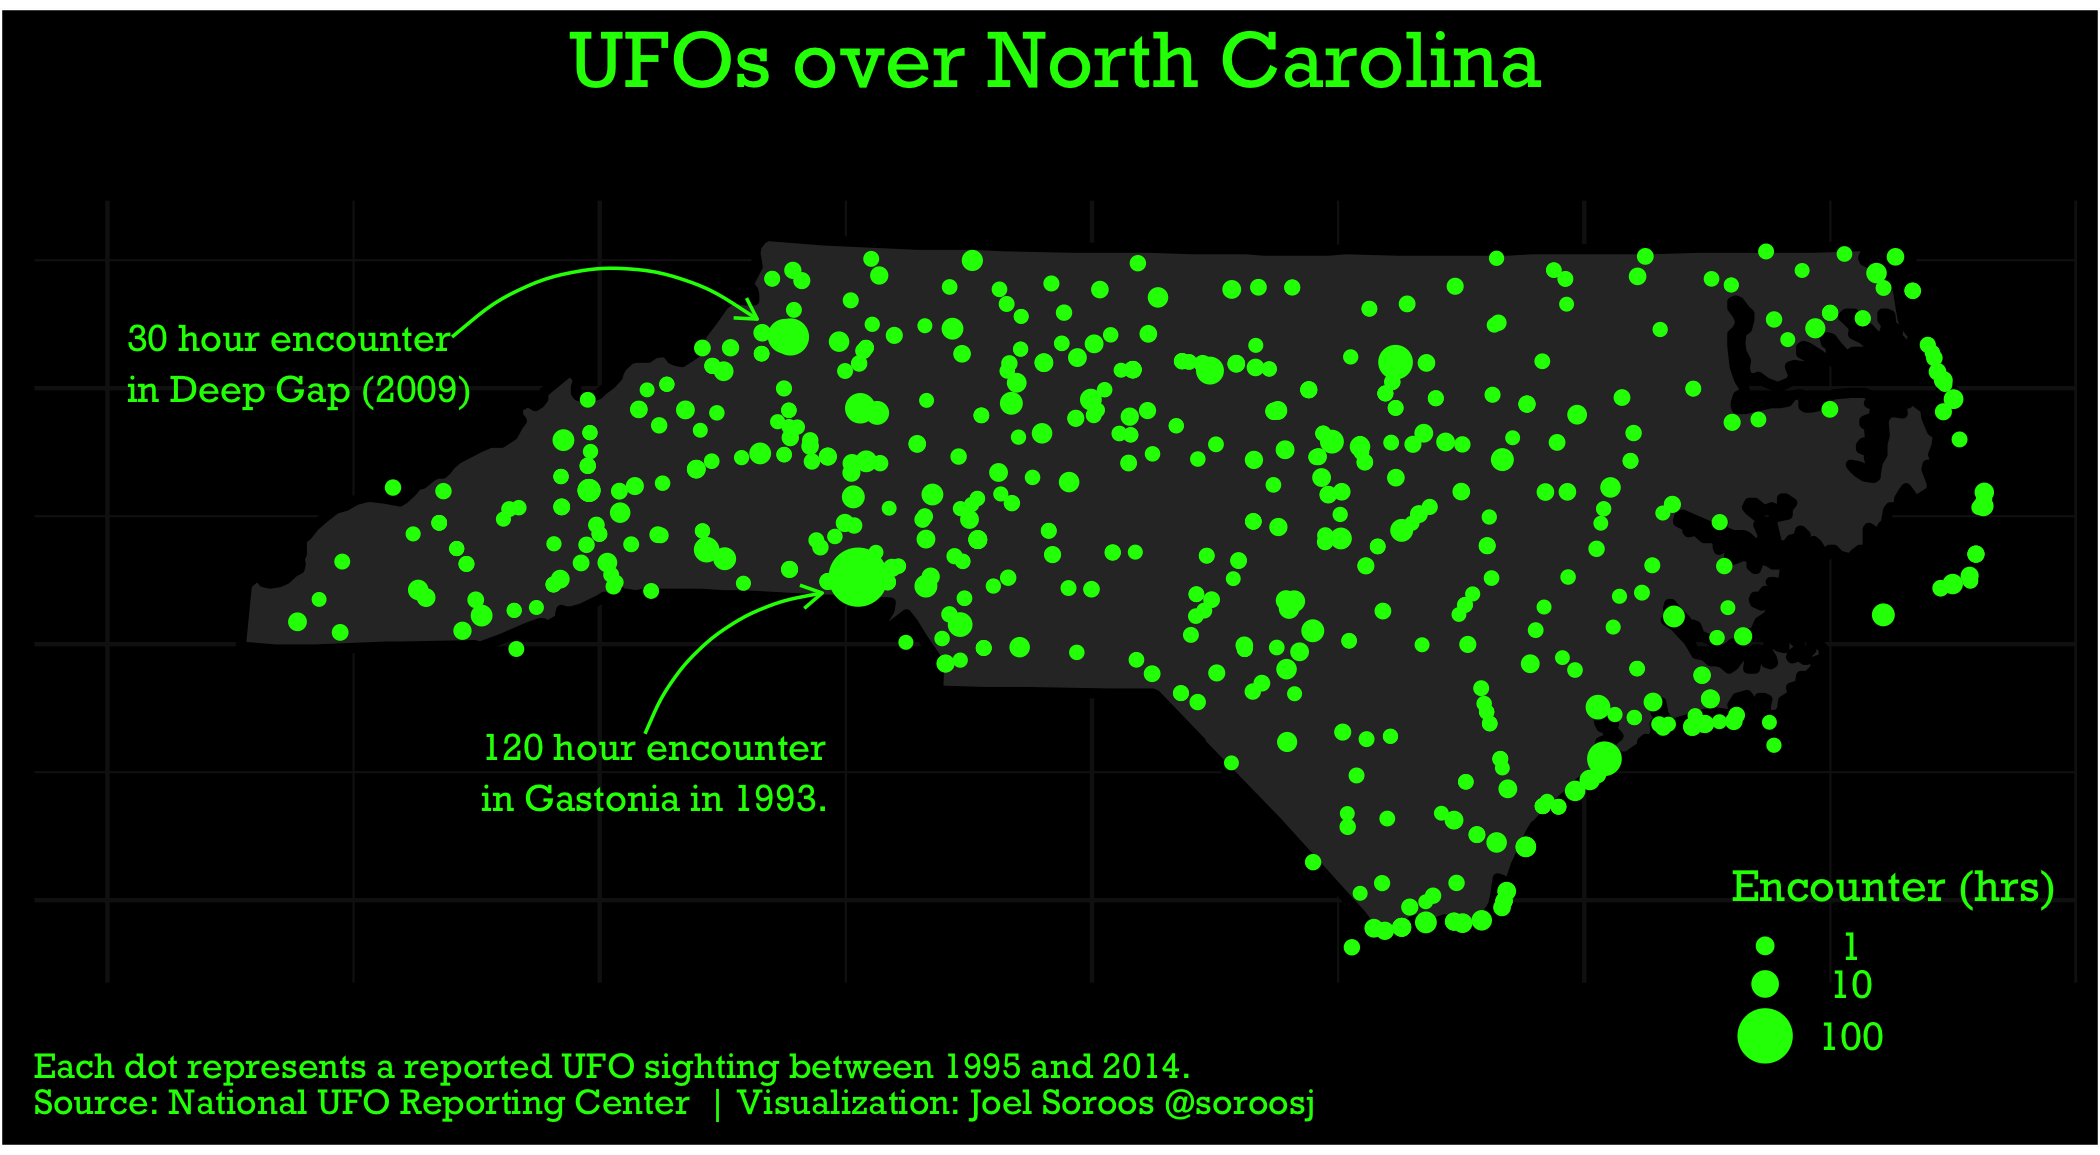 UFOs over North Carolina
30 hour encounter
in Deep Gap (2009)
120 hour encounter
in Gastonia in 1993.
Encounter (hrs)
1
10
100
Each dot represents a reported UFO sighting between 1995 and 2014.
Source: National UFO Reporting Center | Visualization: Joel Soroos @soroosj